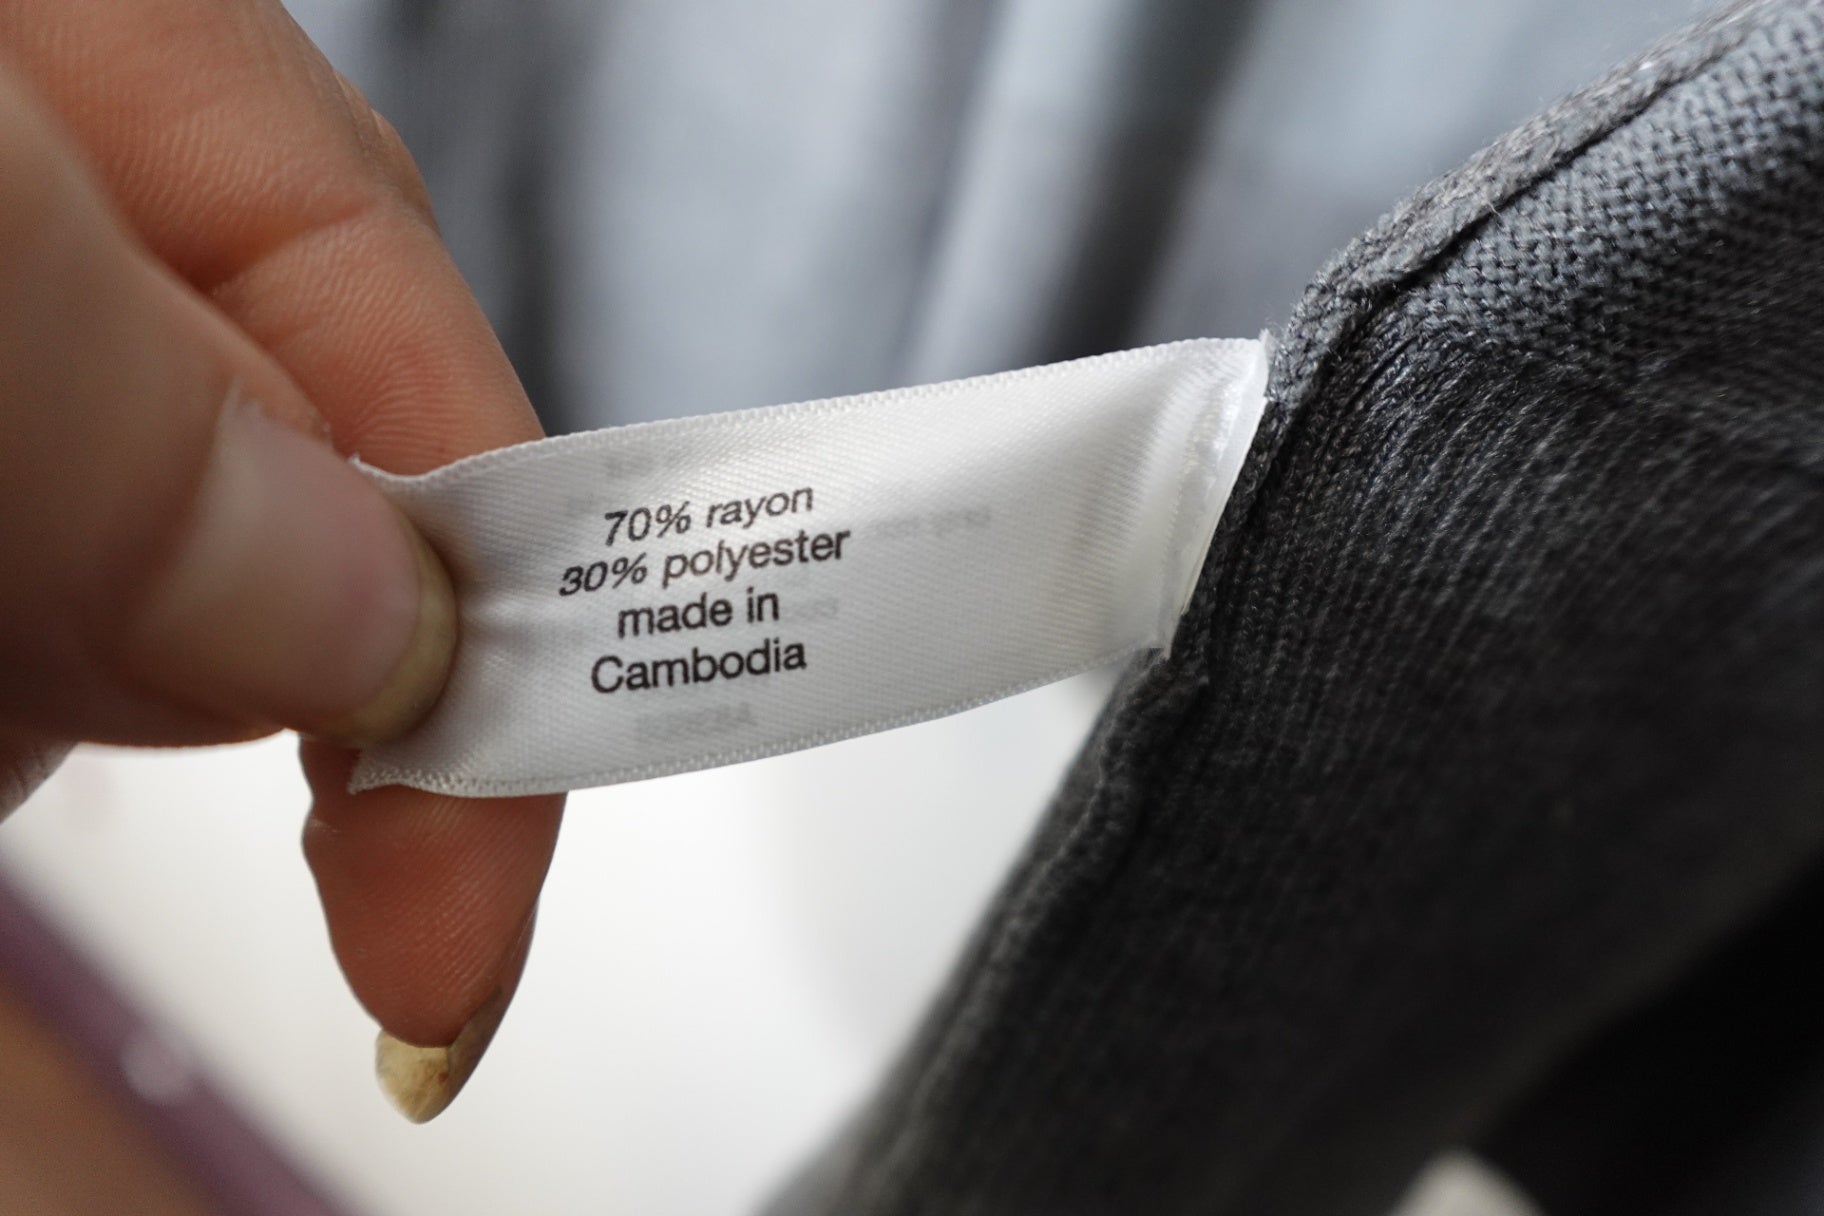 70% rayon
30% polyester
made in
Cambodia